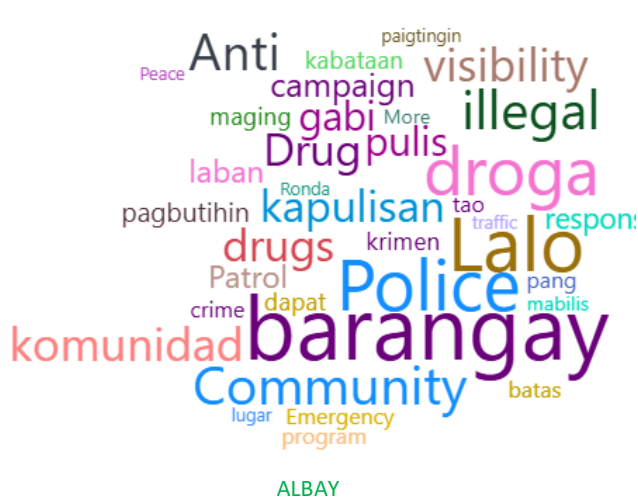 paigtingin
Anti
kabataan
visibility
Peace
campaign
illegal
maging
gabi
More
Drug
pulis
droga
laban
Ronda
kapulisan
tao
pagbutihin
traffic
respons
drugs
krimen
Lalo
Patrol
Police
pang
crime
dapat
mabilis
barangay
komunidad
Community
batas
lugar
Emergency
program
ALBAY